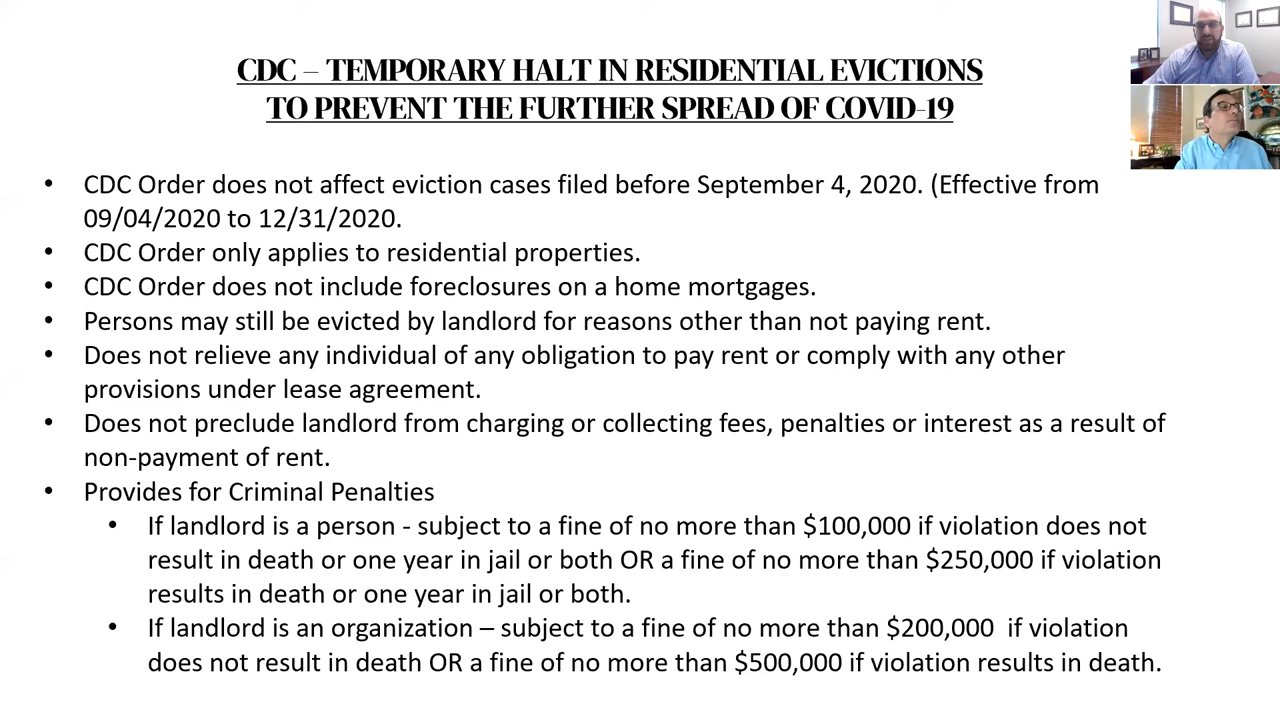 CDC – TEMPORARY HALT IN RESIDENTIAL EVICTIONS
TO PREVENT THE FURTHER SPREAD OF COVID-19
• CDC Order does not affect eviction cases filed before September 4, 2020. (Effective from
09/04/2020 to 12/31/2020.
• CDC Order only applies to residential properties.
• CDC Order does not include foreclosures on a home mortgages.
• Persons may still be evicted by landlord for reasons other than not paying rent.
• Does not relieve any individual of any obligation to pay rent or comply with any other
provisions under lease agreement.
• Does not preclude landlord from charging or collecting fees, penalties or interest as a result of
non-payment of rent.
• Provides for Criminal Penalties
• If landlord is a person - subject to a fine of no more than $100,000 if violation does not
result in death or one year in jail or both OR a fine of no more than $250,000 if violation
results in death or one year in jail or both.
• If landlord is an organization – subject to a fine of no more than $200,000  if violation
does not result in death OR a fine of no more than $500,000 if violation results in death.